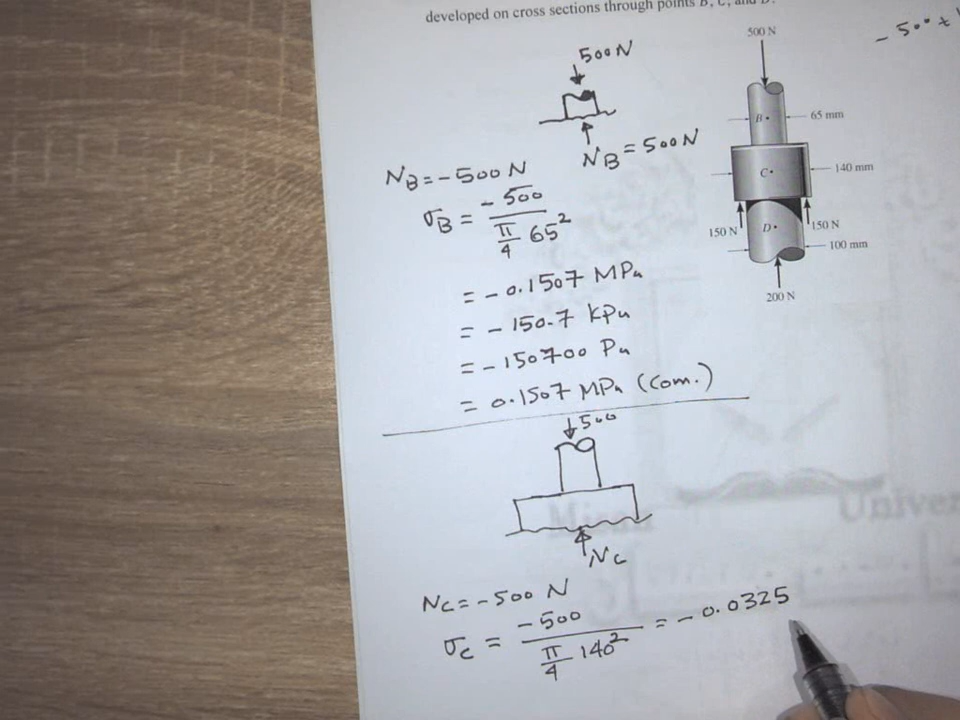 developed on cross sections through points B, C, and D.
- 500 +
500 N
500 N
B
65 mm
N_B = 500 N
C
140 mm
N_B = - 500 N
σ_B = - 500 / π/4 65²
150 N
D
150 N
100 mm
200 N
= - 0.1507 MPa
= - 150.7 kPa
= - 150700 Pa
= 0.1507 MPa (Com.)
500
N_C
N_C = - 500 N
σ_C = - 500 / π/4 140² = - 0.0325